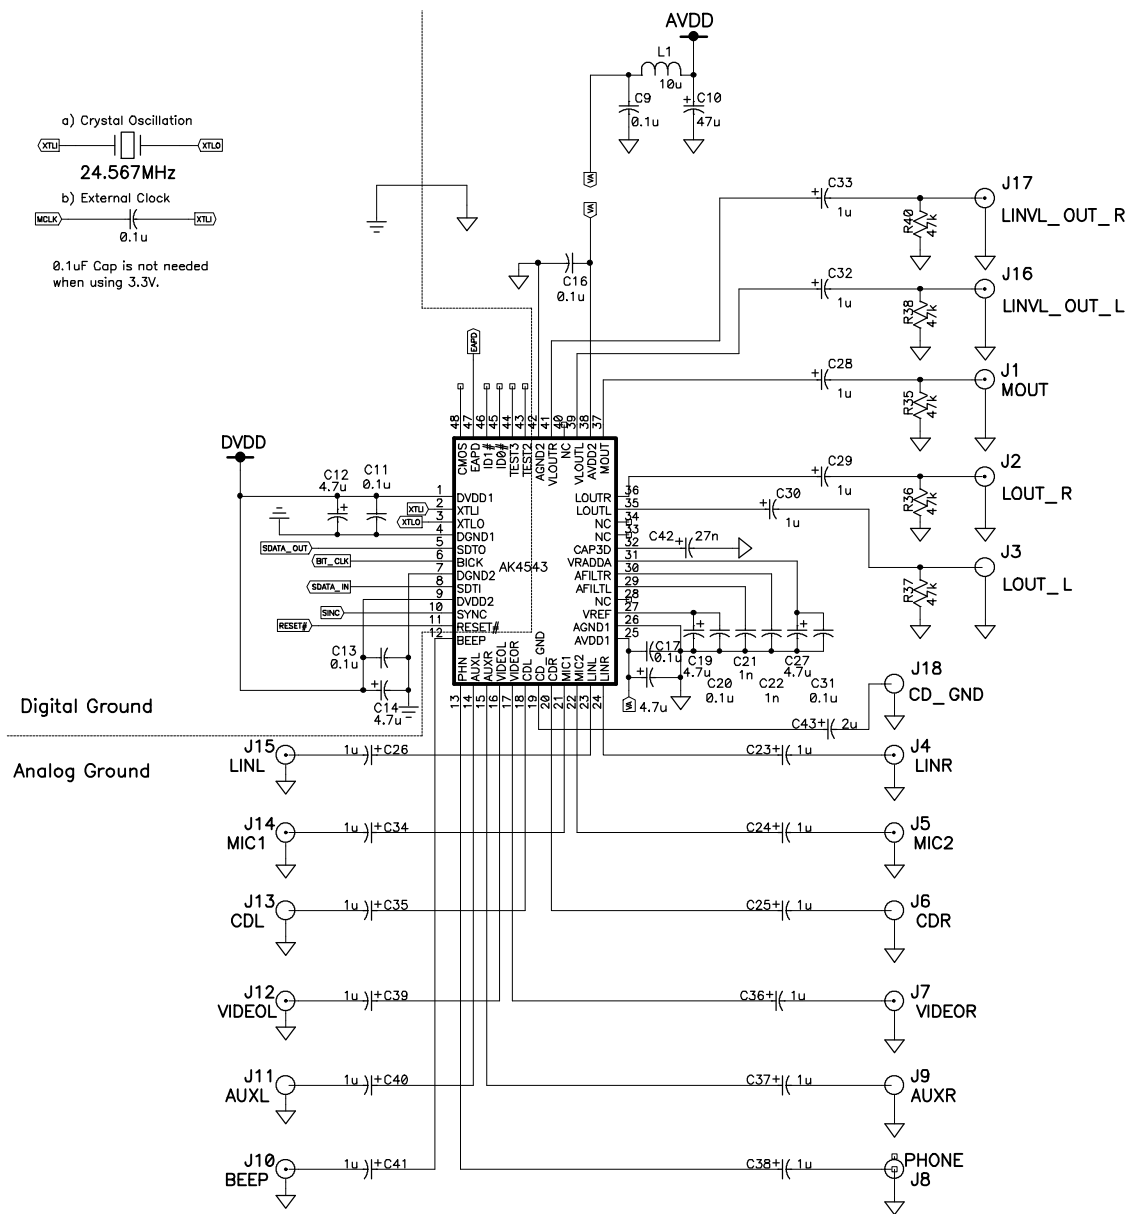 AVDD
L1
10u
C9
0.1u
C10
+
47u
a) Crystal Oscillation
XTLI
XTLO
24.567MHz
b) External Clock
MCLK
XTLI
0.1u
0.1uF Cap is not needed
when using 3.3V.
VA
VA
C16
0.1u
C33
+
1u
R40
47k
J17
LINVL_OUT_R
C32
+
1u
R38
47k
J16
LINVL_OUT_L
C28
+
1u
R35
47k
J1
MOUT
C29
+
1u
R36
47k
J2
LOUT_R
C30
+
1u
R37
47k
J3
LOUT_L
EAPD
48 47 46 45 44 43 42 41 40 39 38 37
CMOS
EAPD
ID1#
ID0#
TEST3
TEST2
AGND2
VLOUTR
NC
VLOUTL
AVDD2
MOUT
DVDD
C12
4.7u
+
C11
0.1u
XTLI
XTLO
SDATA_OUT
BIT_CLK
SDATA_IN
SINC
RESET#
1 DVDD1
2 XTLI
3 XTLO
4 DGND1
5 SDTO
6 BICK
7 DGND2
8 SDTI
9 DVDD2
10 SYNC
11 RESET#
12 BEEP
AK4543
LOUTR 36
LOUTL 35
NC 34
NC 33
CAP3D 32
VRADDA 31
AFILTR 30
AFILTL 29
NC 28
VREF 27
AGND1 26
AVDD1 25
PHN
AUXL
AUXR
VIDEOL
VIDEOR
CDL
CD_GND
CDR
MIC1
MIC2
LINL
LINR
13 14 15 16 17 18 19 20 21 22 23 24
C42
+
27n
C13
0.1u
+
C14
4.7u
C17
0.1u
+
VA
4.7u
+
C19
4.7u
C20
0.1u
C21
1n
C22
1n
+
C27
4.7u
C31
0.1u
J18
CD_GND
C43+ 2u
Digital Ground
Analog Ground
J15
LINL
1u +C26
C23+ 1u
J4
LINR
J14
MIC1
1u +C34
C24+ 1u
J5
MIC2
J13
CDL
1u +C35
C25+ 1u
J6
CDR
J12
VIDEOL
1u +C39
C36+ 1u
J7
VIDEOR
J11
AUXL
1u +C40
C37+ 1u
J9
AUXR
J10
BEEP
1u +C41
C38+ 1u
PHONE
J8